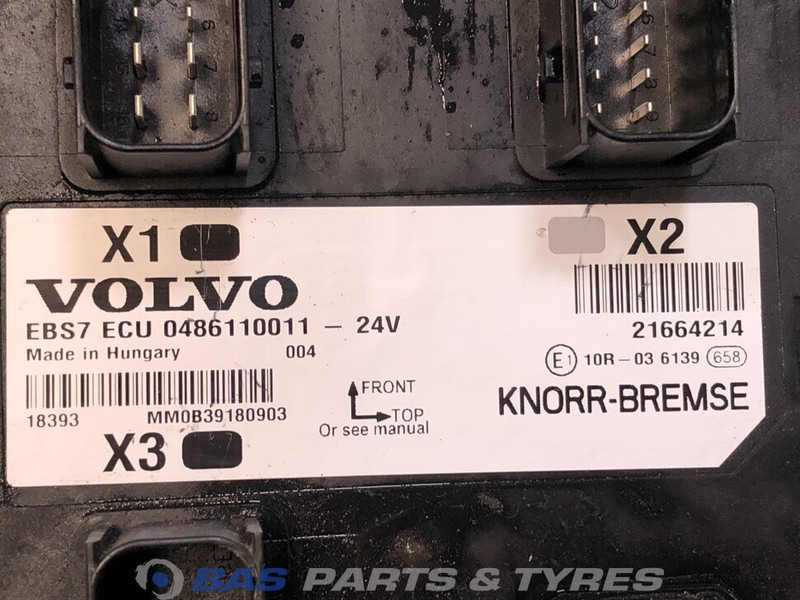 X1
X2
VOLVO
EBS7 ECU 0486110011 – 24V
21664214
Made in Hungary 004
E1 10R–03 6139 658
KNORR-BREMSE
18393 MM0B39180903
FRONT
TOP
Or see manual
X3
BAS PARTS & TYRES